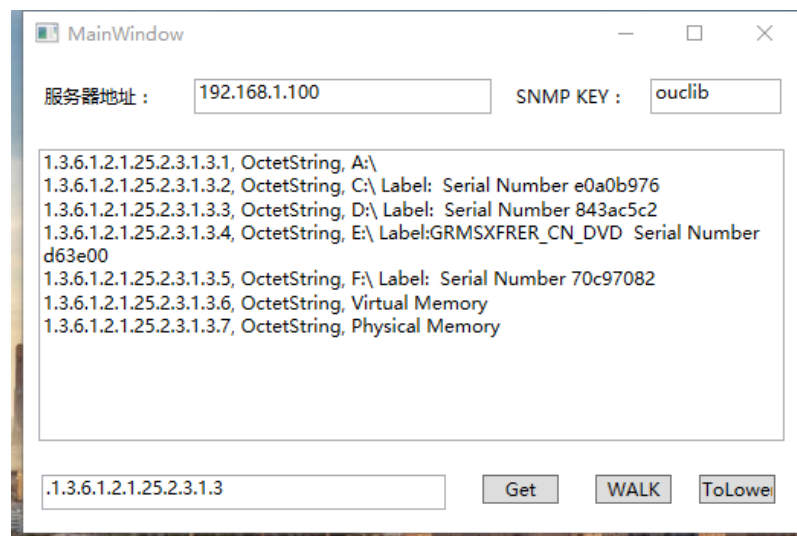 MainWindow
服务器地址： 192.168.1.100 SNMP KEY： ouclib
1.3.6.1.2.1.25.2.3.1.3.1, OctetString, A:\
1.3.6.1.2.1.25.2.3.1.3.2, OctetString, C:\ Label:  Serial Number e0a0b976
1.3.6.1.2.1.25.2.3.1.3.3, OctetString, D:\ Label:  Serial Number 843ac5c2
1.3.6.1.2.1.25.2.3.1.3.4, OctetString, E:\ Label:GRMSXFRER_CN_DVD  Serial Number
d63e00
1.3.6.1.2.1.25.2.3.1.3.5, OctetString, F:\ Label:  Serial Number 70c97082
1.3.6.1.2.1.25.2.3.1.3.6, OctetString, Virtual Memory
1.3.6.1.2.1.25.2.3.1.3.7, OctetString, Physical Memory
.1.3.6.1.2.1.25.2.3.1.3 Get WALK ToLower